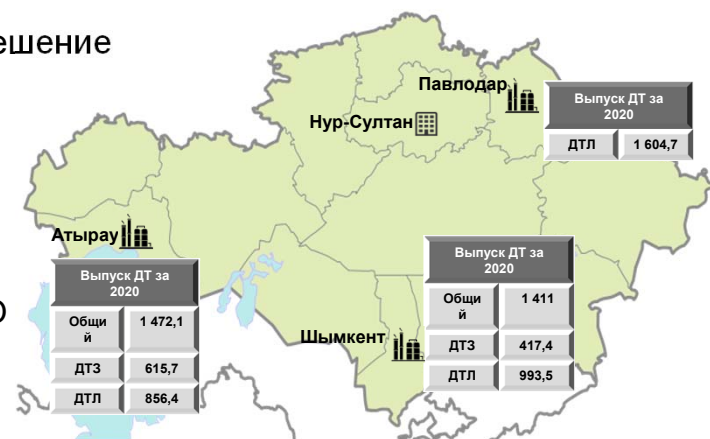 ешение
Павлодар
Выпуск ДТ за
2020
ДТЛ 1 604,7
Нур-Султан
Атырау
Выпуск ДТ за
2020
Общи
й 1 472,1
ДТЗ 615,7
ДТЛ 856,4
Выпуск ДТ за
2020
Общи
й 1 411
ДТЗ 417,4
ДТЛ 993,5
Шымкент